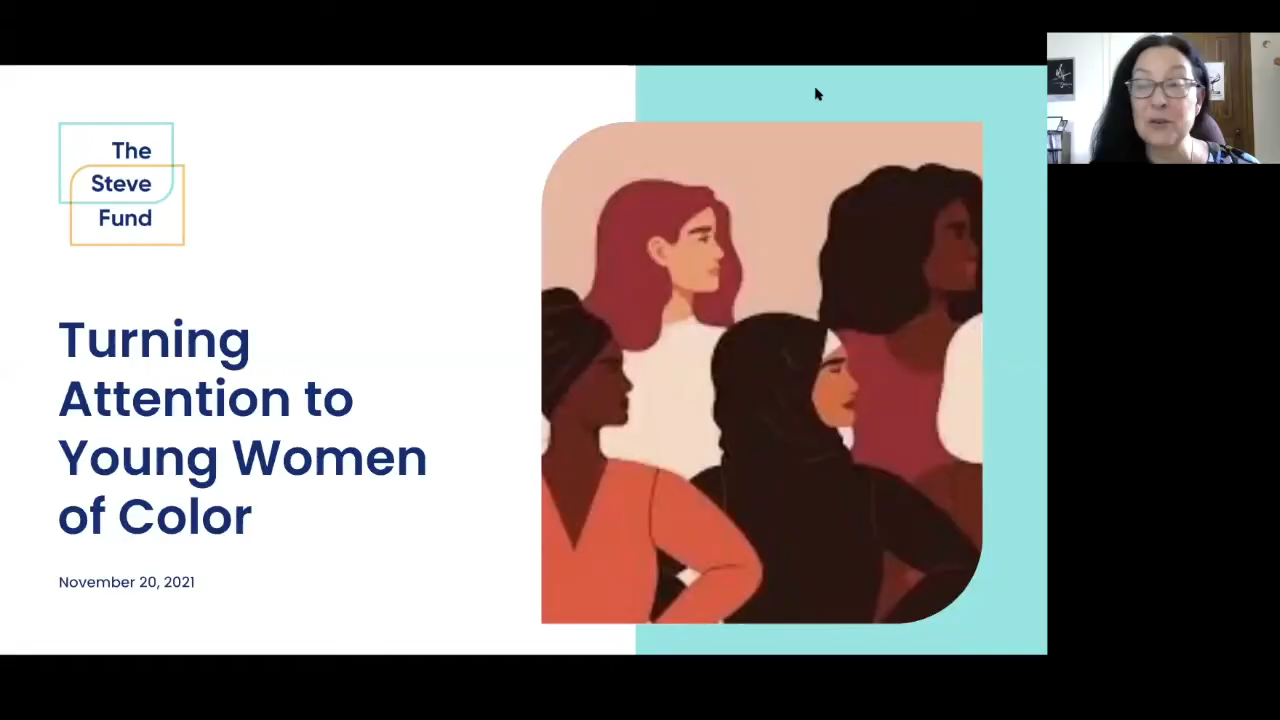 The
Steve
Fund
Turning
Attention to
Young Women
of Color
November 20, 2021